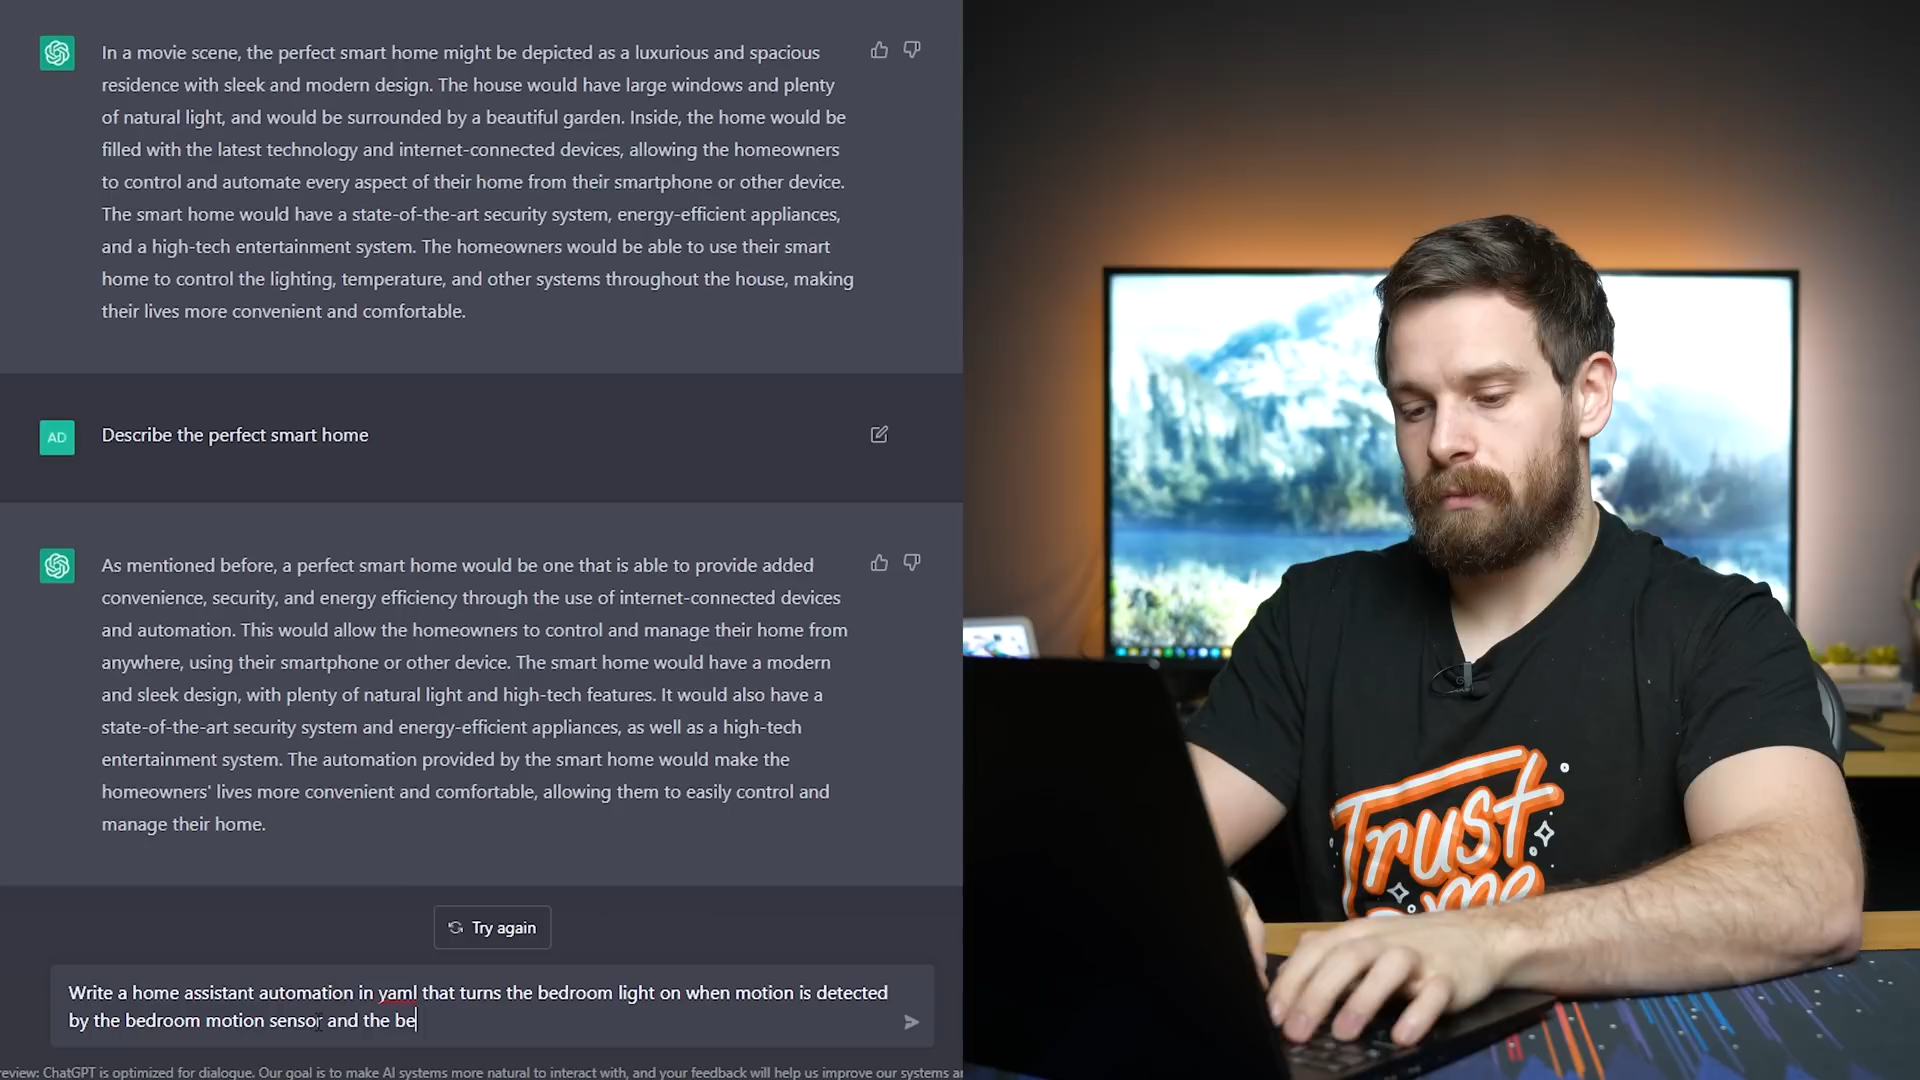 In a movie scene, the perfect smart home might be depicted as a luxurious and spacious
residence with sleek and modern design. The house would have large windows and plenty
of natural light, and would be surrounded by a beautiful garden. Inside, the home would be
filled with the latest technology and internet-connected devices, allowing the homeowners
to control and automate every aspect of their home from their smartphone or other device.
The smart home would have a state-of-the-art security system, energy-efficient appliances,
and a high-tech entertainment system. The homeowners would be able to use their smart
home to control the lighting, temperature, and other systems throughout the house, making
their lives more convenient and comfortable.
AD
Describe the perfect smart home
As mentioned before, a perfect smart home would be one that is able to provide added
convenience, security, and energy efficiency through the use of internet-connected devices
and automation. This would allow the homeowners to control and manage their home from
anywhere, using their smartphone or other device. The smart home would have a modern
and sleek design, with plenty of natural light and high-tech features. It would also have a
state-of-the-art security system and energy-efficient appliances, as well as a high-tech
entertainment system. The automation provided by the smart home would make the
homeowners' lives more convenient and comfortable, allowing them to easily control and
manage their home.
Try again
Write a home assistant automation in yaml that turns the bedroom light on when motion is detected
by the bedroom motion sensor and the be
review: ChatGPT is optimized for dialogue. Our goal is to make AI systems more natural to interact with, and your feedback will help us improve our systems a
Trust
me